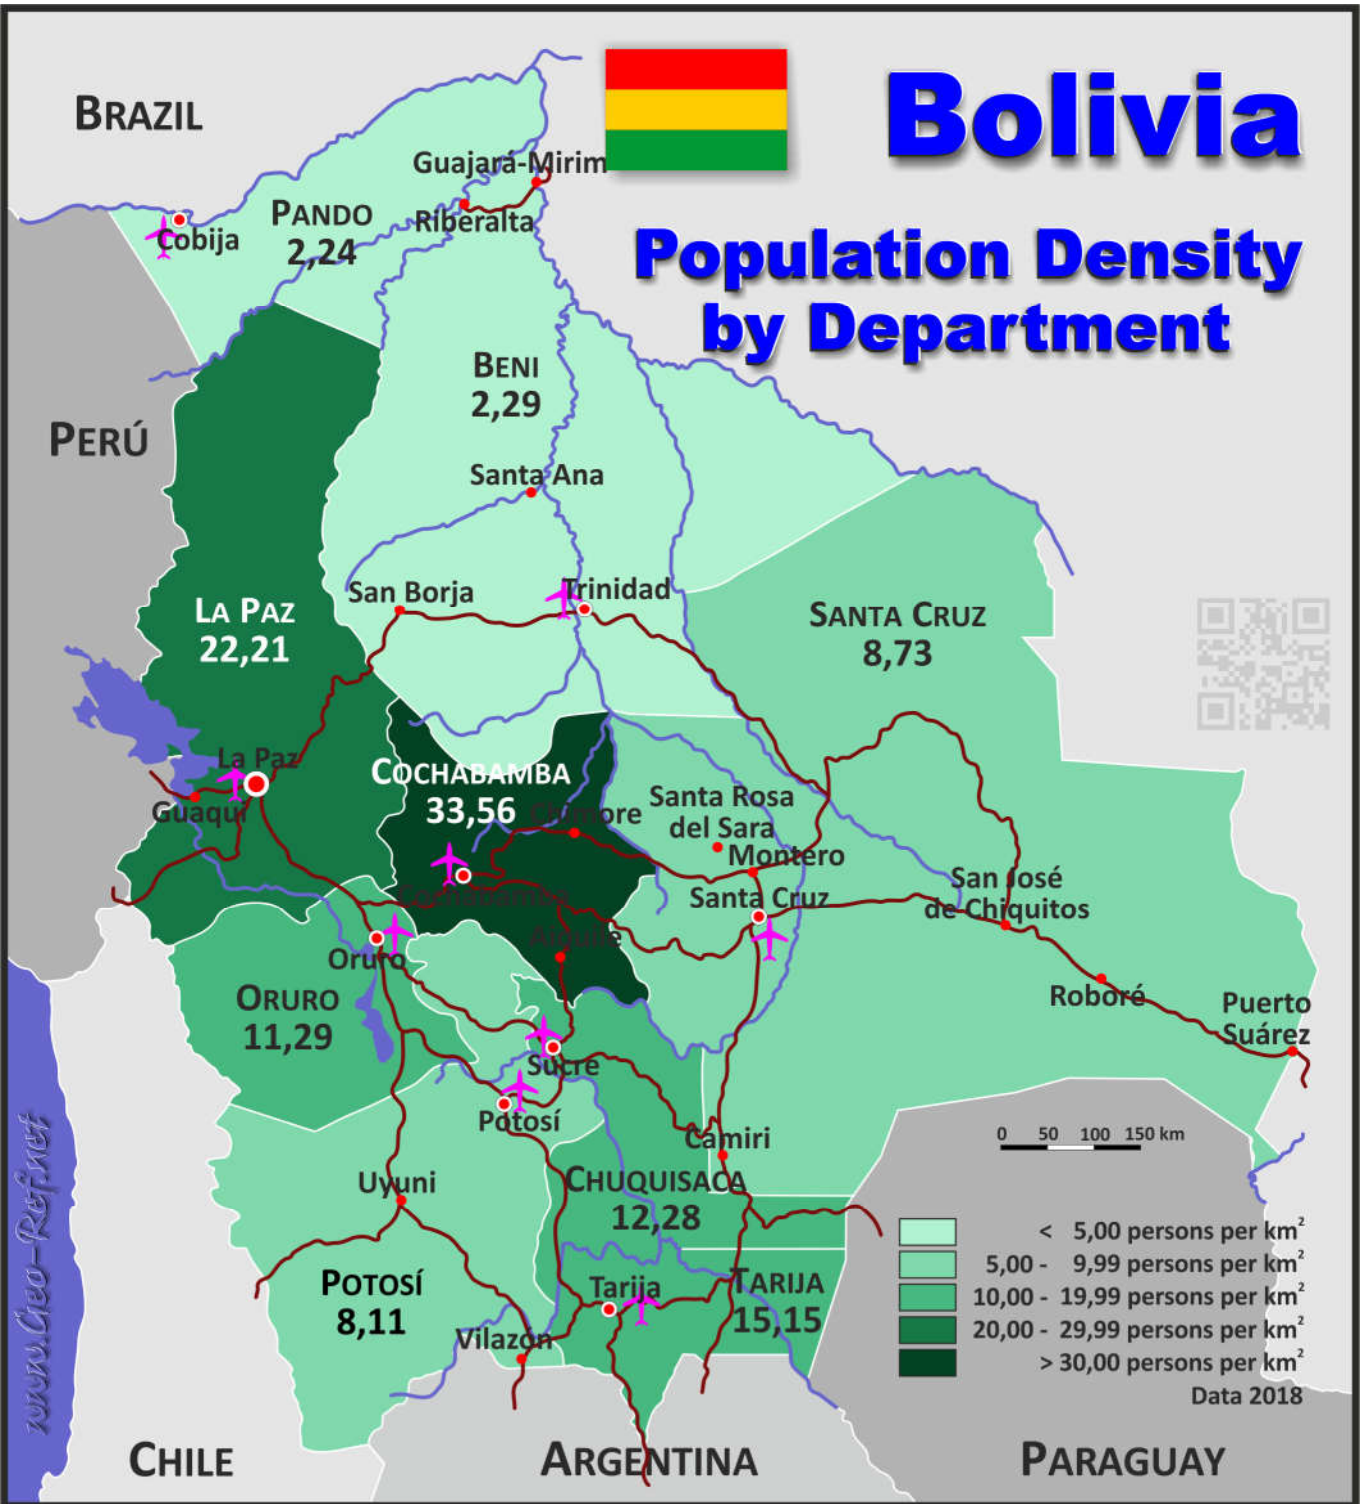 Bolivia
Population Density
by Department
BRAZIL
Guajará-Mirim
PANDO
2,24
Riberalta
Cobija
BENI
2,29
PERÚ
Santa Ana
San Borja
Trinidad
LA PAZ
22,21
SANTA CRUZ
8,73
La Paz
Guaqui
COCHABAMBA
33,56
Chimore
Santa Rosa
del Sara
Montero
Santa Cruz
Cochabamba
San José
de Chiquitos
Aiquile
Oruro
ORURO
11,29
Roboré
Puerto
Suárez
Sucre
Potosí
Camiri
0 50 100 150 km
Uyuni
CHUQUISACA
12,28
POTOSÍ
8,11
Tarija
TARIJA
15,15
Vilazón
< 5,00 persons per km²
5,00 - 9,99 persons per km²
10,00 - 19,99 persons per km²
20,00 - 29,99 persons per km²
> 30,00 persons per km²
Data 2018
www.Geo-Ref.net
CHILE
ARGENTINA
PARAGUAY